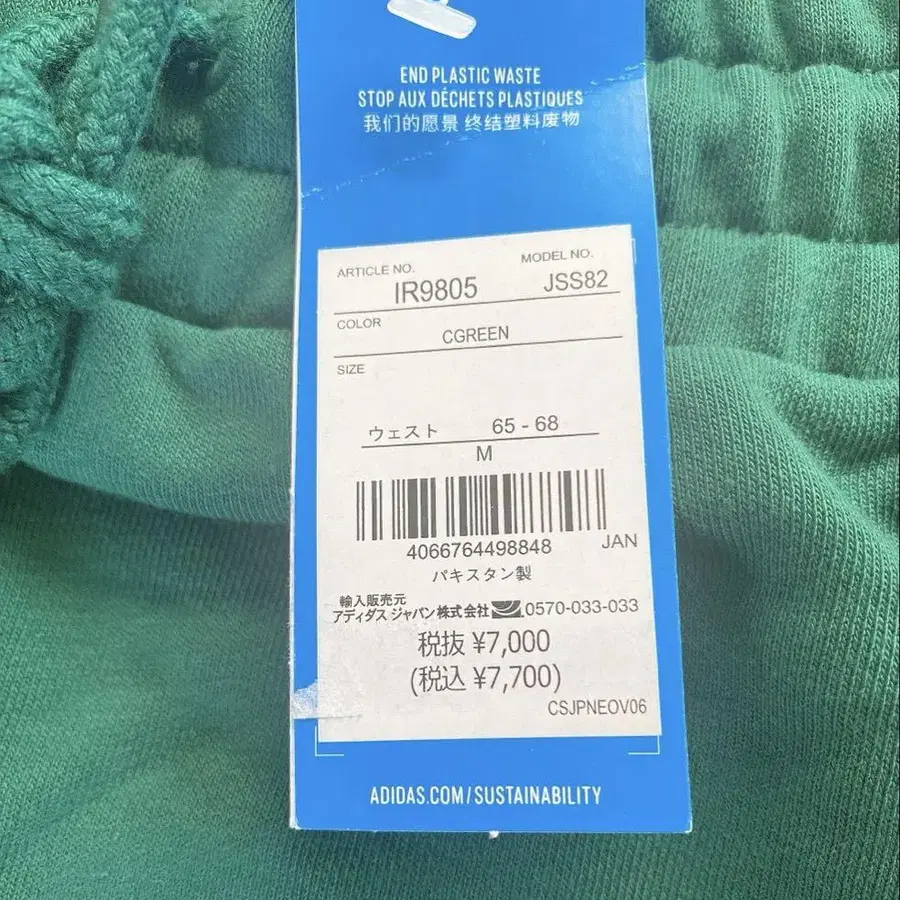 END PLASTIC WASTE
STOP AUX DÉCHETS PLASTIQUES
我们的愿景 终结塑料废物
ARTICLE NO. MODEL NO.
IR9805 JSS82
COLOR
CGREEN
SIZE
ウェスト 65 - 68
M
4066764498848 JAN
パキスタン製
輸入販売元
アディダス ジャパン株式会社 0570-033-033
税抜 ¥7,000
(税込 ¥7,700)
CSJPNEOV06
ADIDAS.COM/SUSTAINABILITY